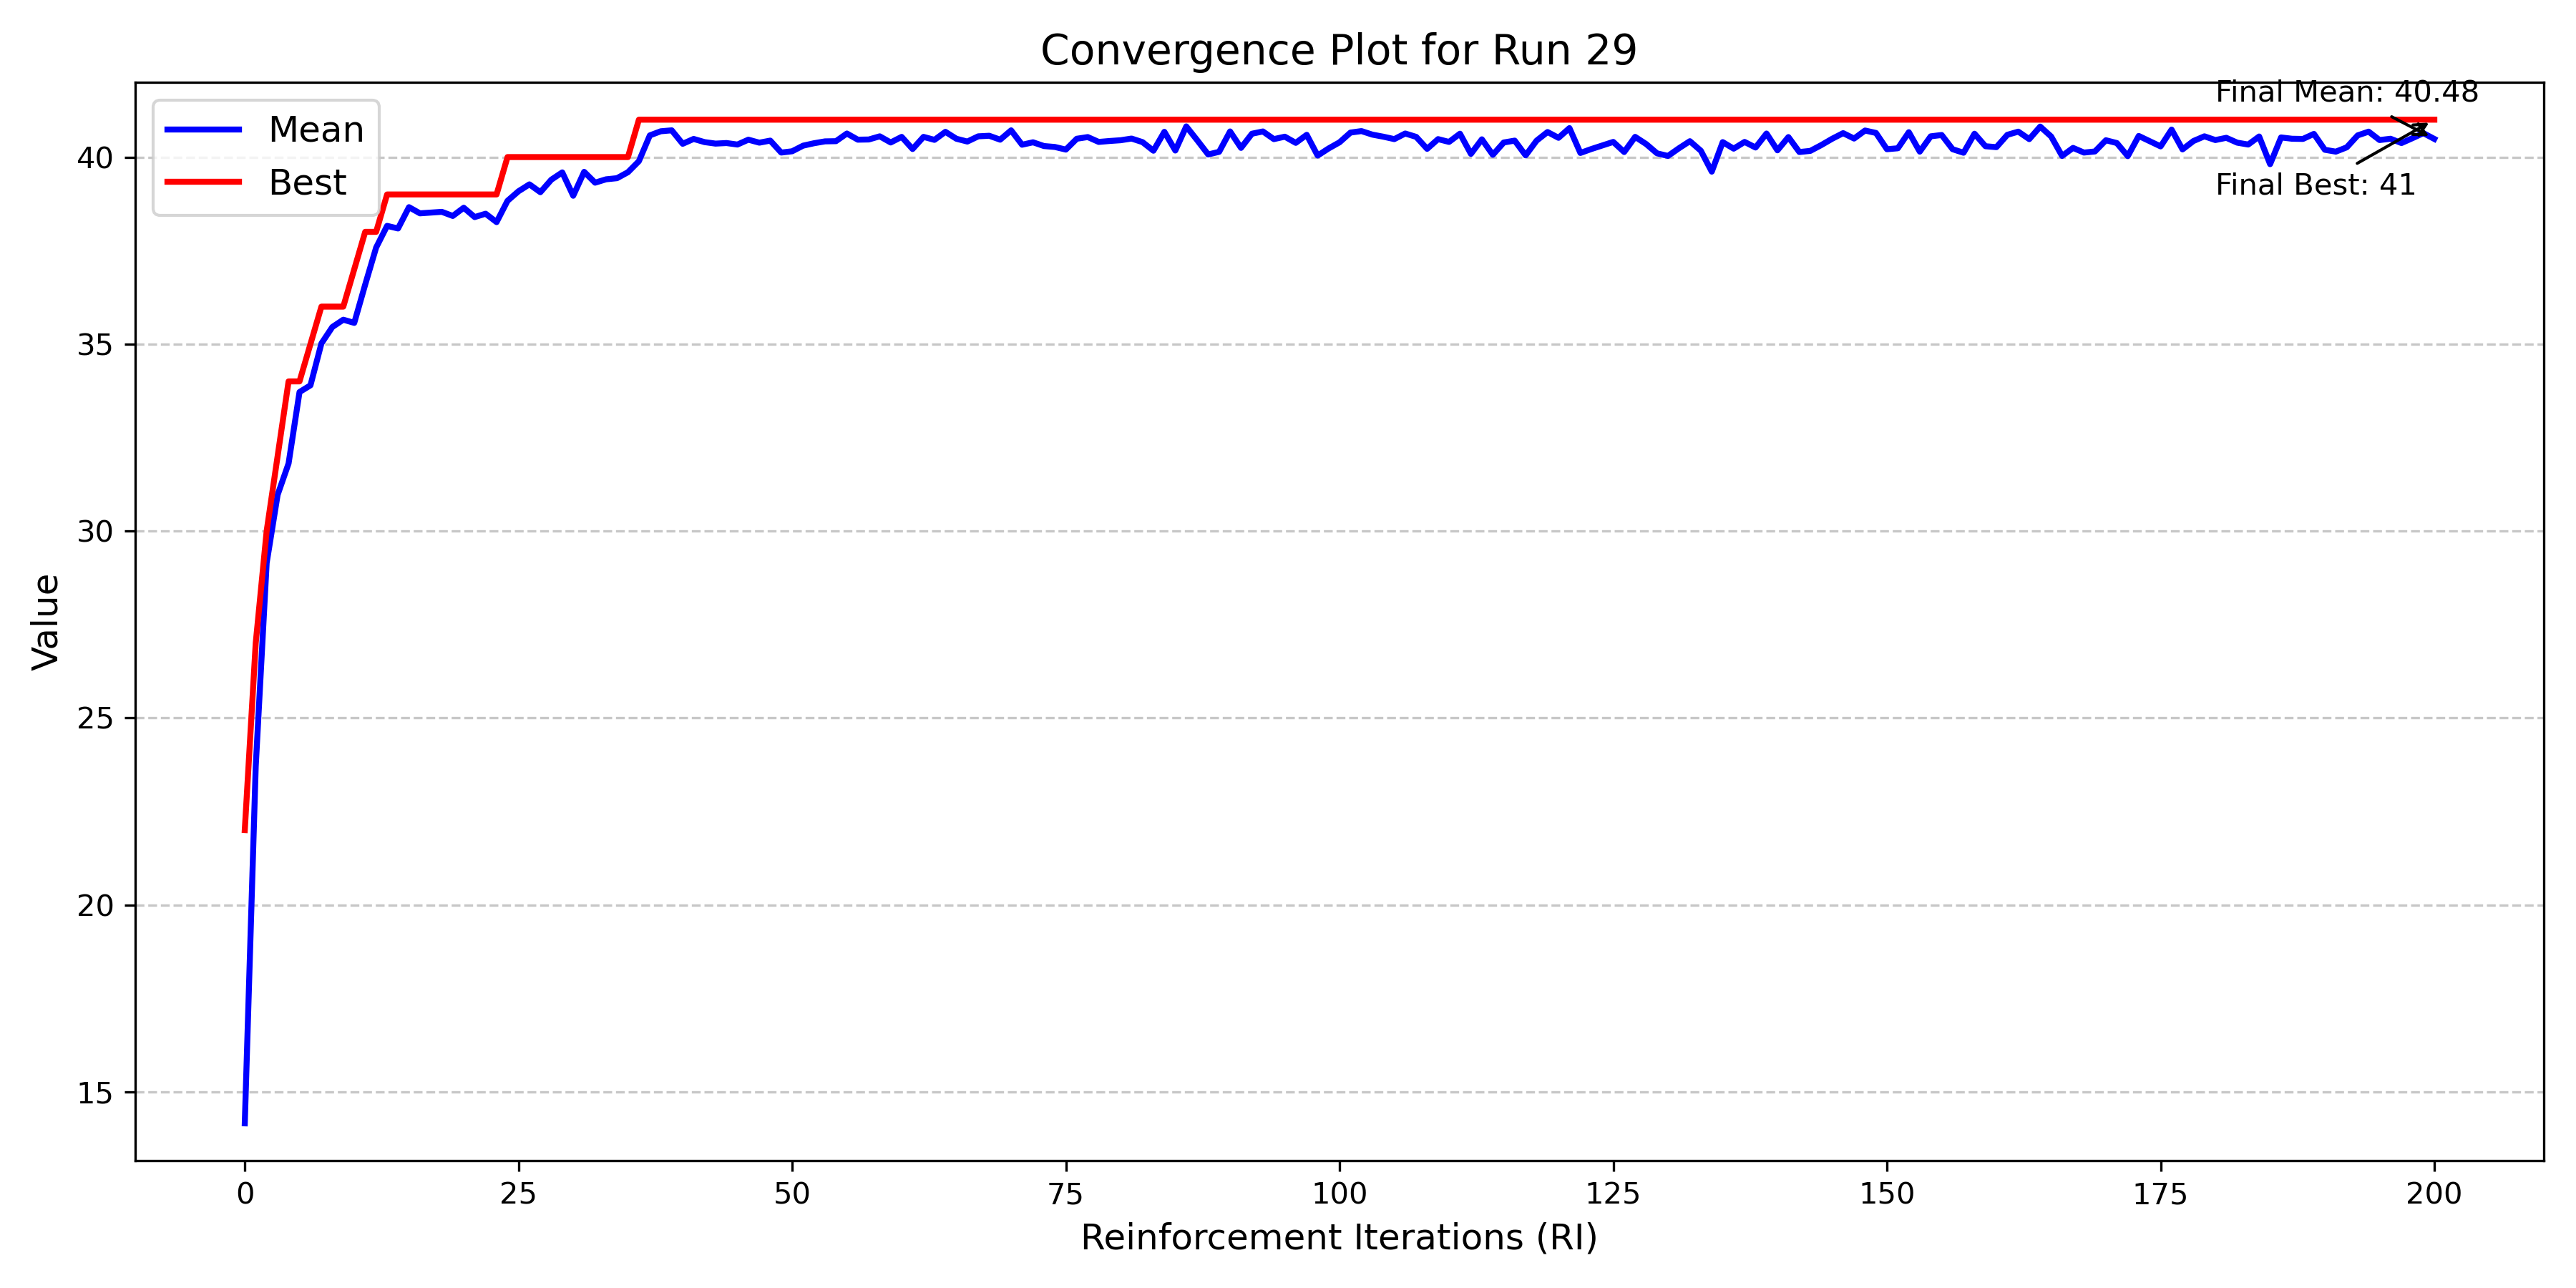 Convergence Plot for Run 29
Final Mean: 40.48
Mean
Best
Final Best: 41
40
35
30
25
20
15
Value
0 25 50 75 100 125 150 175 200
Reinforcement Iterations (RI)